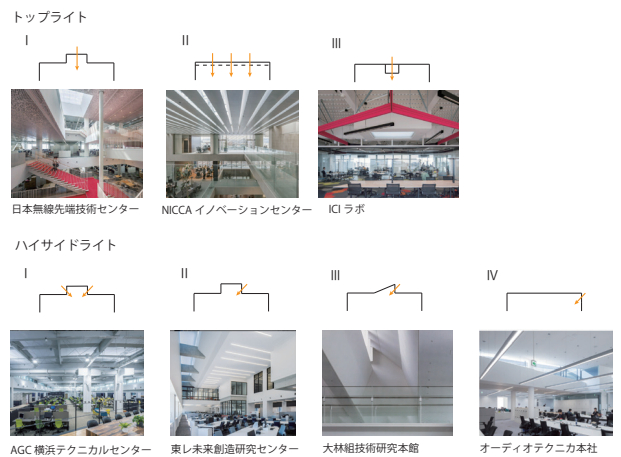 トップライト
I
II
III
日本無線先端技術センター
NICCA イノベーションセンター
ICI ラボ
ハイサイドライト
I
II
III
IV
AGC 横浜テクニカルセンター
東レ未来創造研究センター
大林組技術研究本館
オーディオテクニカ本社